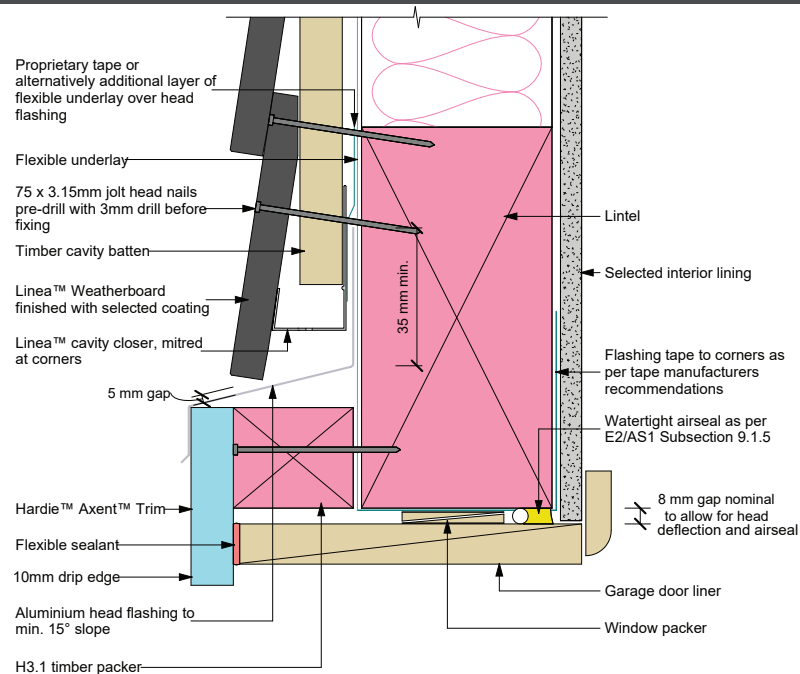 Proprietary tape or
alternatively additional layer of
flexible underlay over head
flashing
Flexible underlay
75 x 3.15mm jolt head nails
pre-drill with 3mm drill before
fixing
Timber cavity batten
Linea™ Weatherboard
finished with selected coating
Linea™ cavity closer, mitred
at corners
5 mm gap
Hardie™ Axent™ Trim
Flexible sealant
10mm drip edge
Aluminium head flashing to
min. 15° slope
H3.1 timber packer
35 mm min.
Lintel
Selected interior lining
Flashing tape to corners as
per tape manufacturers
recommendations
Watertight airseal as per
E2/AS1 Subsection 9.1.5
8 mm gap nominal
to allow for head
deflection and airseal
Garage door liner
Window packer